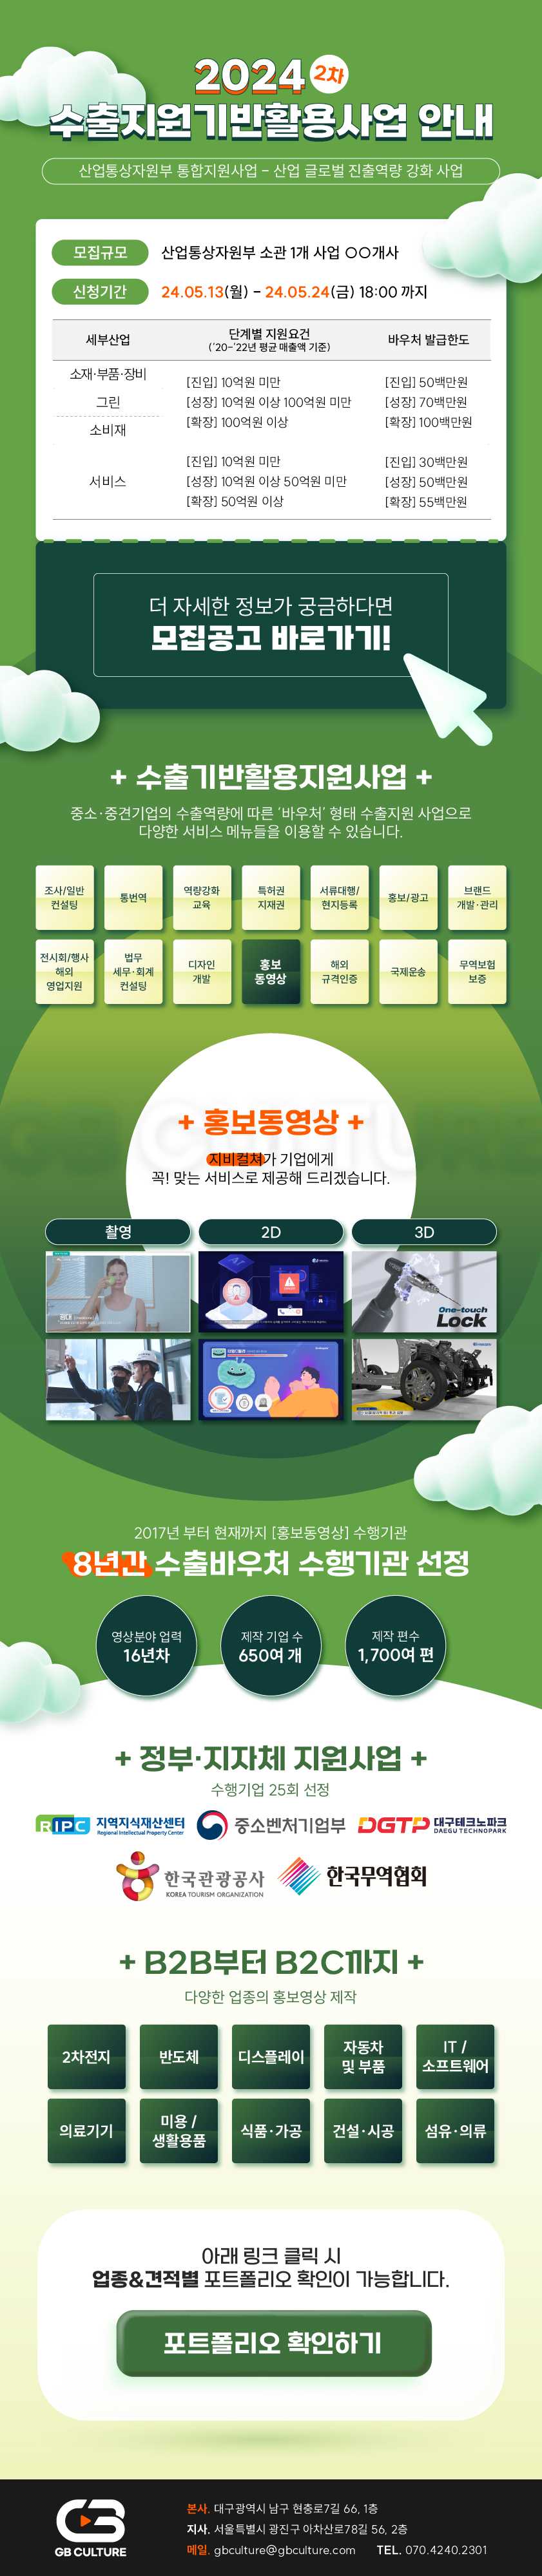 2024 2차
수출지원기반활용사업 안내
산업통상자원부 통합지원사업 - 산업 글로벌 진출역량 강화 사업
모집규모 산업통상자원부 소관 1개 사업 ○○개사
신청기간 24.05.13(월) - 24.05.24(금) 18:00 까지
세부산업 단계별 지원요건 바우처 발급한도
('20-'22년 평균 매출액 기준)
소재·부품·장비
그린
소비재
[진입] 10억원 미만
[성장] 10억원 이상 100억원 미만
[확장] 100억원 이상
[진입] 50백만원
[성장] 70백만원
[확장] 100백만원
서비스
[진입] 10억원 미만
[성장] 10억원 이상 50억원 미만
[확장] 50억원 이상
[진입] 30백만원
[성장] 50백만원
[확장] 55백만원
더 자세한 정보가 궁금하다면
모집공고 바로가기!
+ 수출기반활용지원사업 +
중소·중견기업의 수출역량에 따른 '바우처' 형태 수출지원 사업으로
다양한 서비스 메뉴들을 이용할 수 있습니다.
조사/일반
컨설팅
통번역
역량강화
교육
특허권
지재권
서류대행/
현지등록
홍보/광고
브랜드
개발·관리
전시회/행사
해외
영업지원
법무
세무·회계
컨설팅
디자인
개발
홍보
동영상
해외
규격인증
국제운송
무역보험
보증
GB CULTURE
+ 홍보동영상 +
지비컬쳐가 기업에게
꼭! 맞는 서비스로 제공해 드리겠습니다.
촬영
2D
3D
One-touch
Lock
2017년 부터 현재까지 [홍보동영상] 수행기관
8년간 수출바우처 수행기관 선정
영상분야 업력
16년차
제작 기업 수
650여 개
제작 편수
1,700여 편
+ 정부·지자체 지원사업 +
수행기업 25회 선정
RIPC 지역지식재산센터
Regional Intellectual Property Center
중소벤처기업부
DGTP 대구테크노파크
DAEGU TECHNOPARK
한국관광공사
KOREA TOURISM ORGANIZATION
한국무역협회
+ B2B부터 B2C까지 +
다양한 업종의 홍보영상 제작
2차전지
반도체
디스플레이
자동차
및 부품
IT /
소프트웨어
의료기기
미용 /
생활용품
식품·가공
건설·시공
섬유·의류
아래 링크 클릭 시
업종&견적별 포트폴리오 확인이 가능합니다.
포트폴리오 확인하기
GB CULTURE
본사. 대구광역시 남구 현충로7길 66, 1층
지사. 서울특별시 광진구 아차산로78길 56, 2층
메일. gbculture@gbculture.com TEL. 070.4240.2301